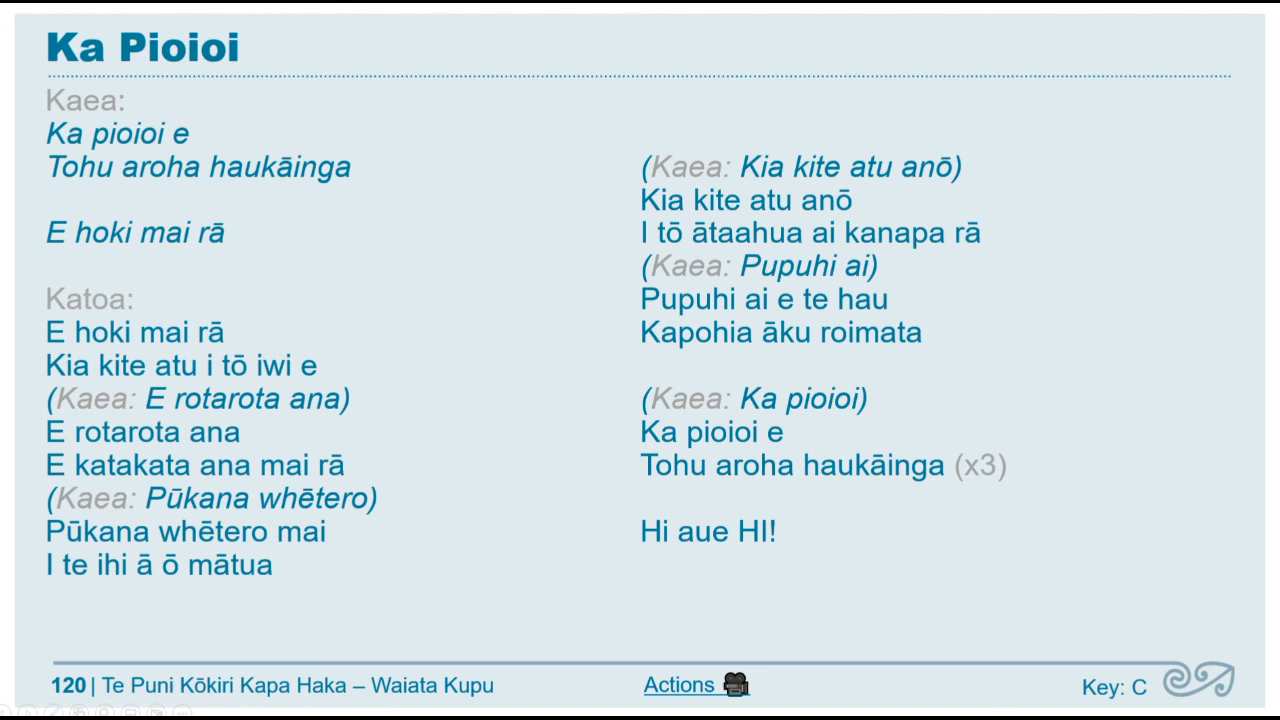 Ka Pioioi
Kaea:
Ka pioioi e
Tohu aroha haukāinga
E hoki mai rā
Katoa:
E hoki mai rā
Kia kite atu i tō iwi e
(Kaea: E rotarota ana)
E rotarota ana
E katakata ana mai rā
(Kaea: Pūkana whētero)
Pūkana whētero mai
I te ihi ā ō mātua
(Kaea: Kia kite atu anō)
Kia kite atu anō
I tō ātaahua ai kanapa rā
(Kaea: Pupuhi ai)
Pupuhi ai e te hau
Kapohia āku roimata
(Kaea: Ka pioioi)
Ka pioioi e
Tohu aroha haukāinga (x3)
Hi aue HI!
120 | Te Puni Kōkiri Kapa Haka – Waiata Kupu
Actions
Key: C